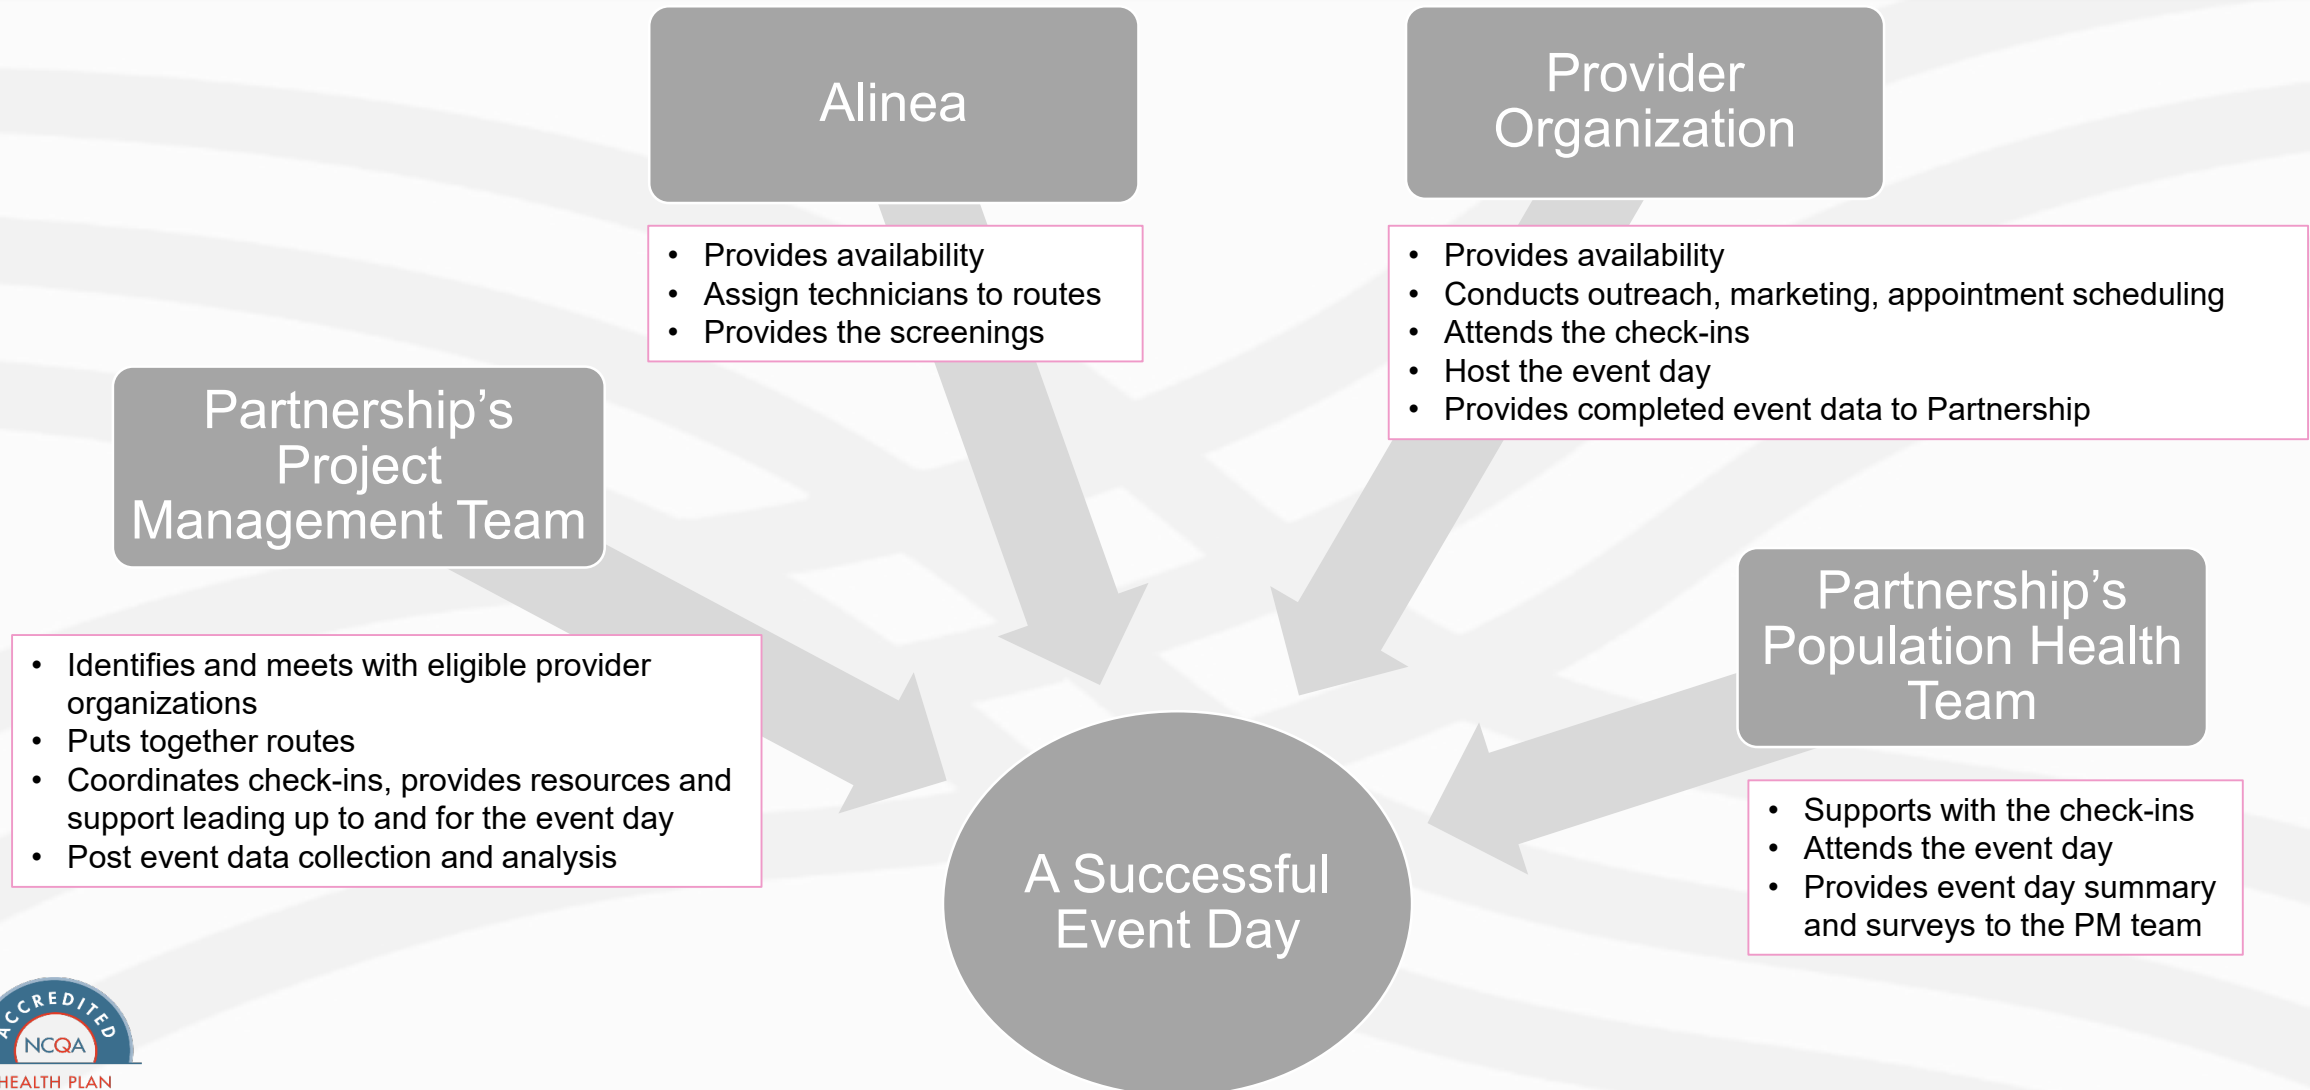 Alinea
• Provides availability
• Assign technicians to routes
• Provides the screenings
Provider
Organization
• Provides availability
• Conducts outreach, marketing, appointment scheduling
• Attends the check-ins
• Host the event day
• Provides completed event data to Partnership
Partnership’s
Project
Management Team
• Identifies and meets with eligible provider
organizations
• Puts together routes
• Coordinates check-ins, provides resources and
support leading up to and for the event day
• Post event data collection and analysis
Partnership’s
Population Health
Team
• Supports with the check-ins
• Attends the event day
• Provides event day summary
and surveys to the PM team
A Successful
Event Day
ACCREDITED
NCQA
HEALTH PLAN